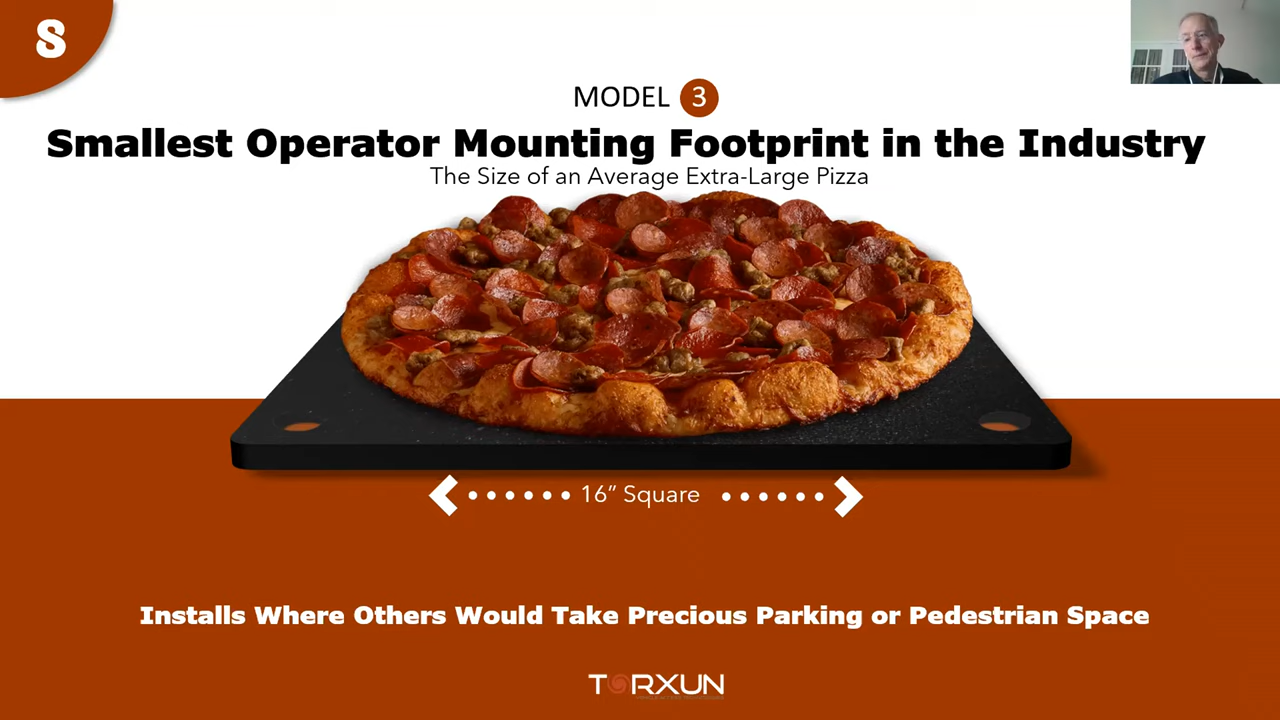 S
MODEL 3
Smallest Operator Mounting Footprint in the Industry
The Size of an Average Extra-Large Pizza
16” Square
Installs Where Others Would Take Precious Parking or Pedestrian Space
TORXUN